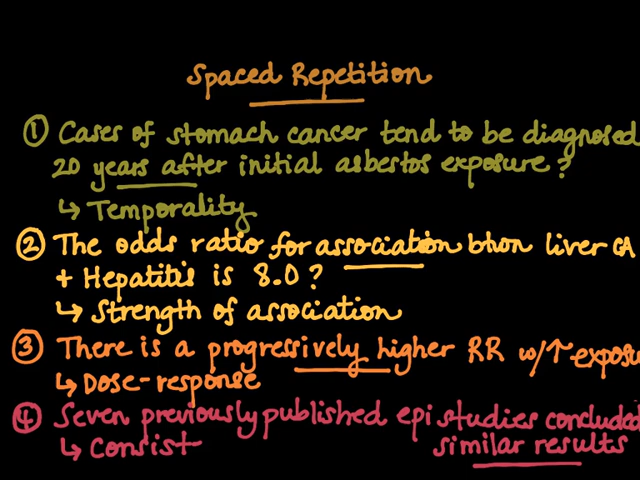 Spaced Repetition
① Cases of stomach cancer tend to be diagnosed
20 years after initial asbestos exposure?
↳ Temporality
② The odds ratio for association btwn liver CA
+ Hepatitis is 8.0?
↳ Strength of association
③ There is a progressively higher RR w/↑ exposu
↳ Dose-response
④ Seven previously published epi studies concluded
similar results
↳ Consist